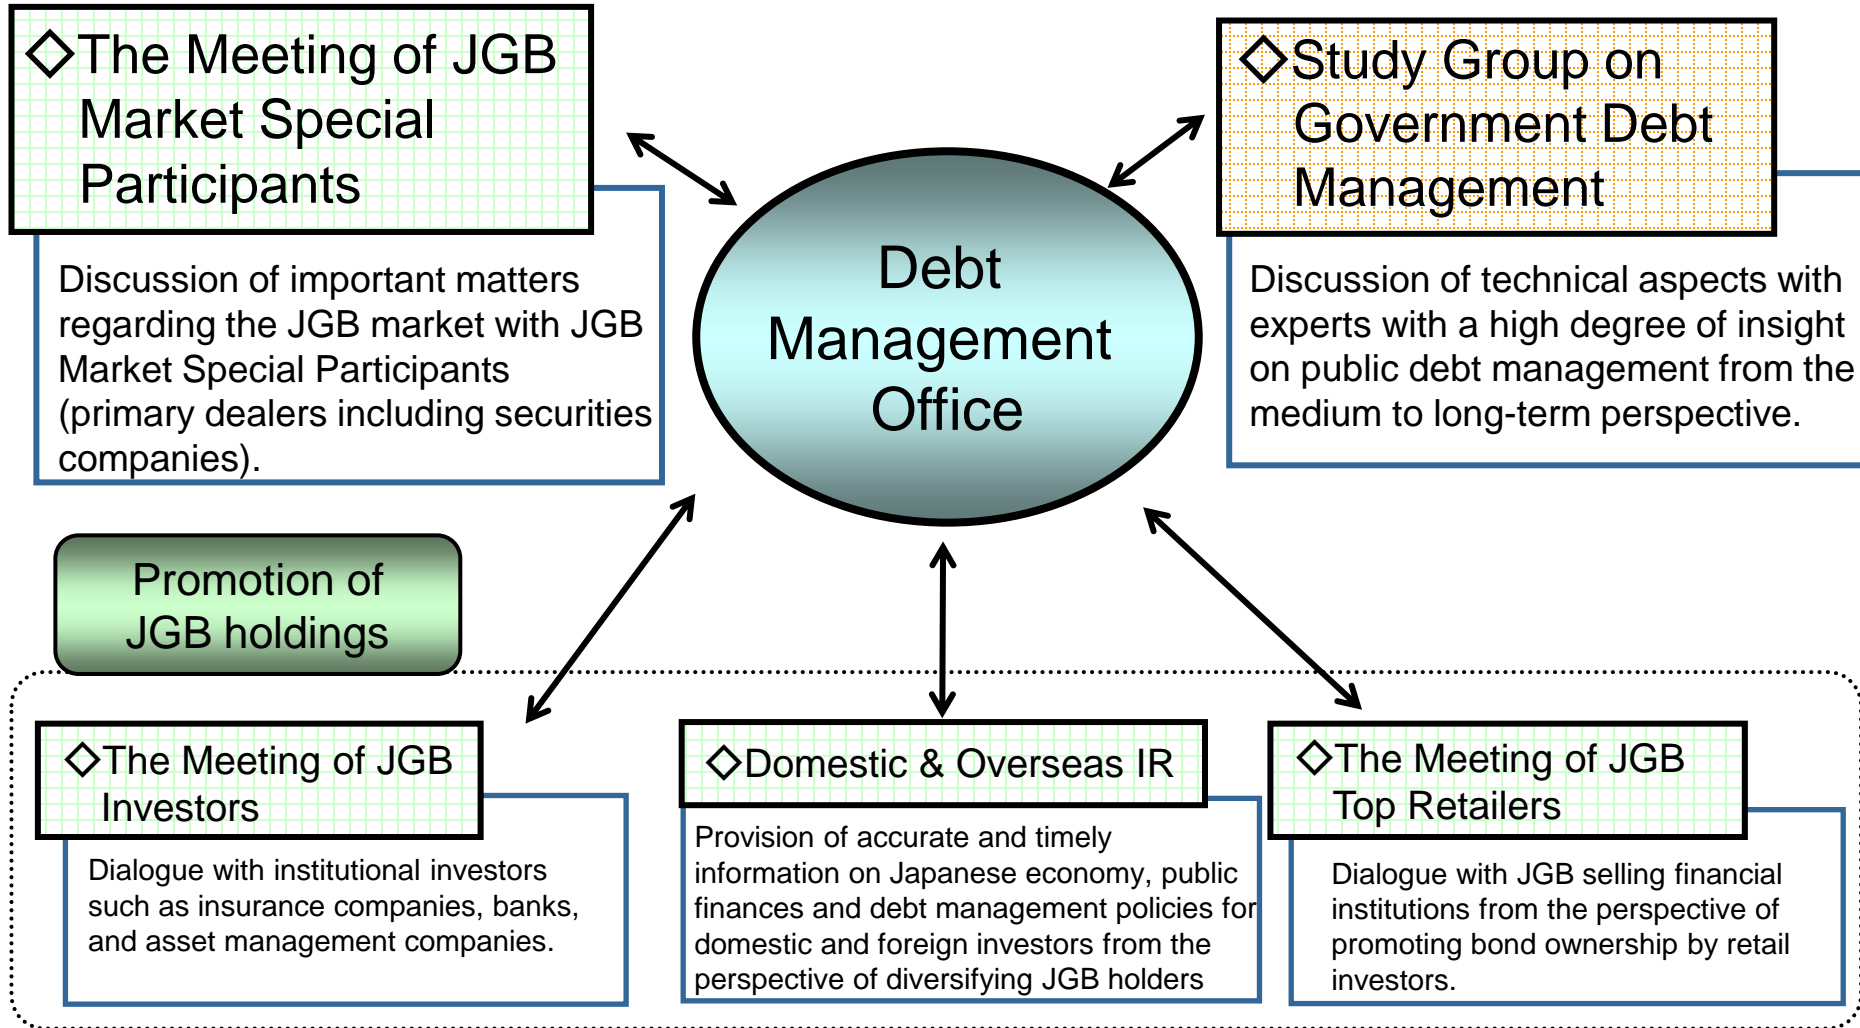 ◇The Meeting of JGB
Market Special
Participants
Discussion of important matters
regarding the JGB market with JGB
Market Special Participants
(primary dealers including securities
companies).
◇Study Group on
Government Debt
Management
Discussion of technical aspects with
experts with a high degree of insight
on public debt management from the
medium to long-term perspective.
Debt
Management
Office
Promotion of
JGB holdings
◇The Meeting of JGB
Investors
Dialogue with institutional investors
such as insurance companies, banks,
and asset management companies.
◇Domestic & Overseas IR
Provision of accurate and timely
information on Japanese economy, public
finances and debt management policies for
domestic and foreign investors from the
perspective of diversifying JGB holders
◇The Meeting of JGB
Top Retailers
Dialogue with JGB selling financial
institutions from the perspective of
promoting bond ownership by retail
investors.